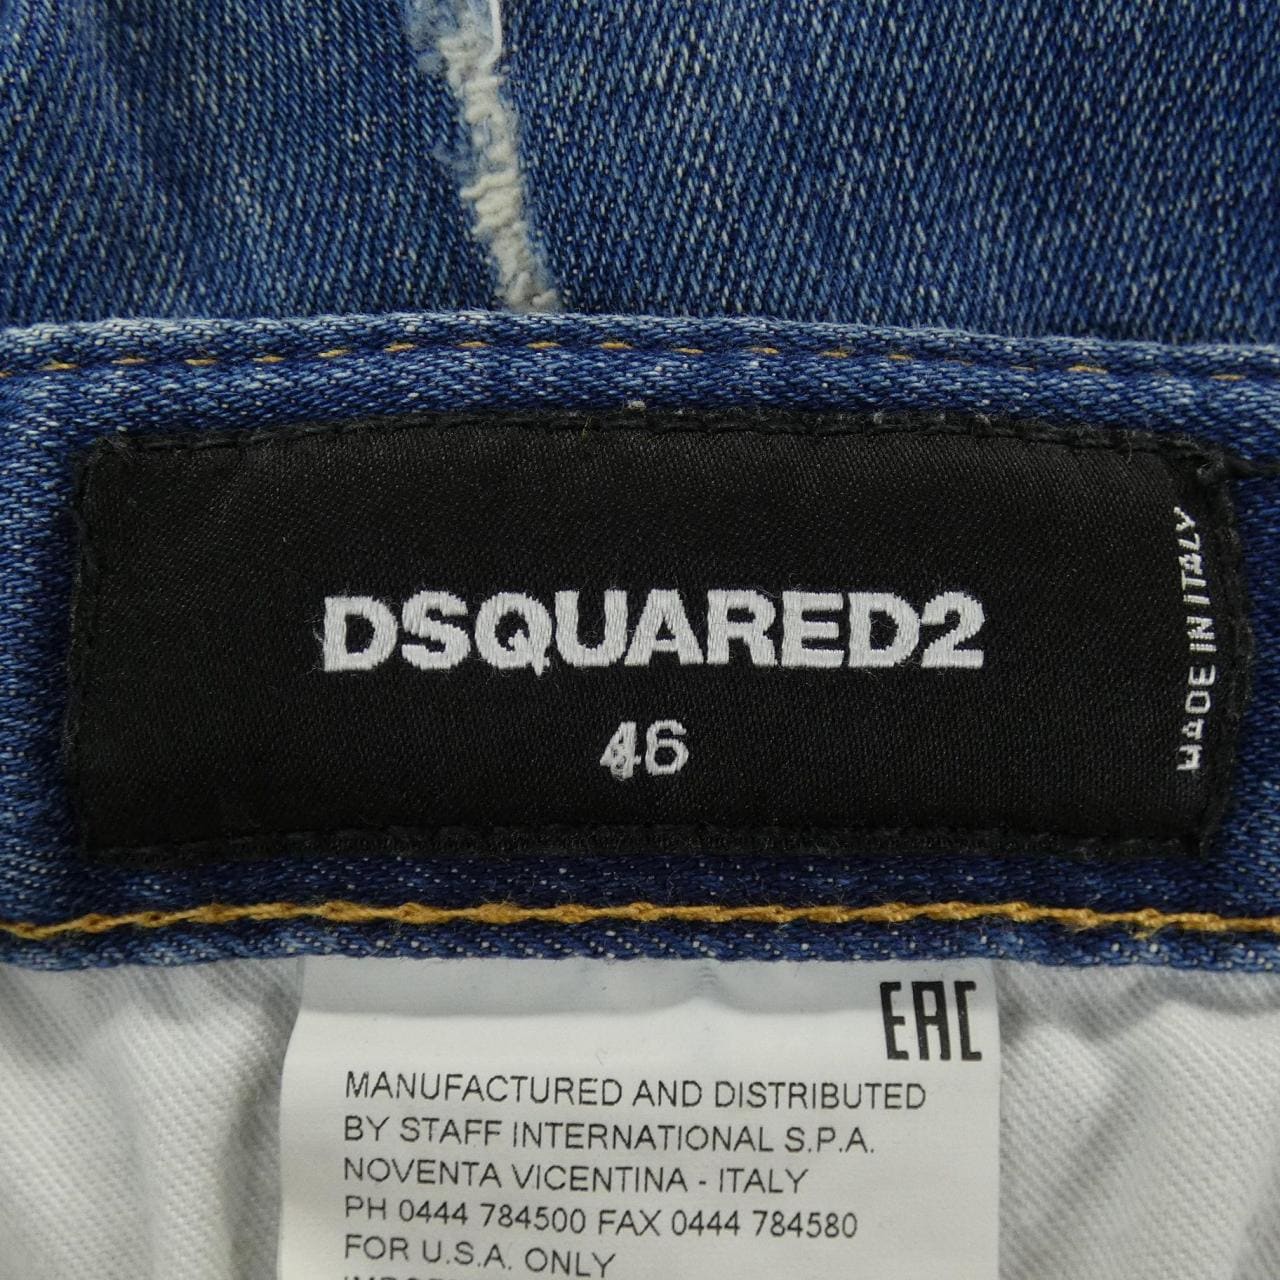 DSQUARED2
46
MADE IN ITALY
EAC
MANUFACTURED AND DISTRIBUTED
BY STAFF INTERNATIONAL S.P.A.
NOVENTA VICENTINA - ITALY
PH 0444 784500 FAX 0444 784580
FOR U.S.A. ONLY